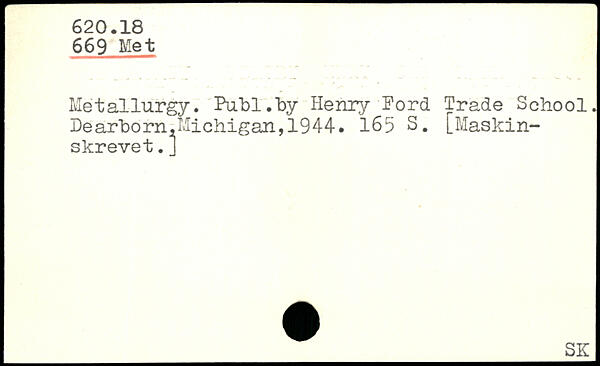 620.18
669 Met
Metallurgy. Publ.by Henry Ford Trade School.
Dearborn,Michigan,1944. 165 S. [Maskin-
skrevet.]
SK